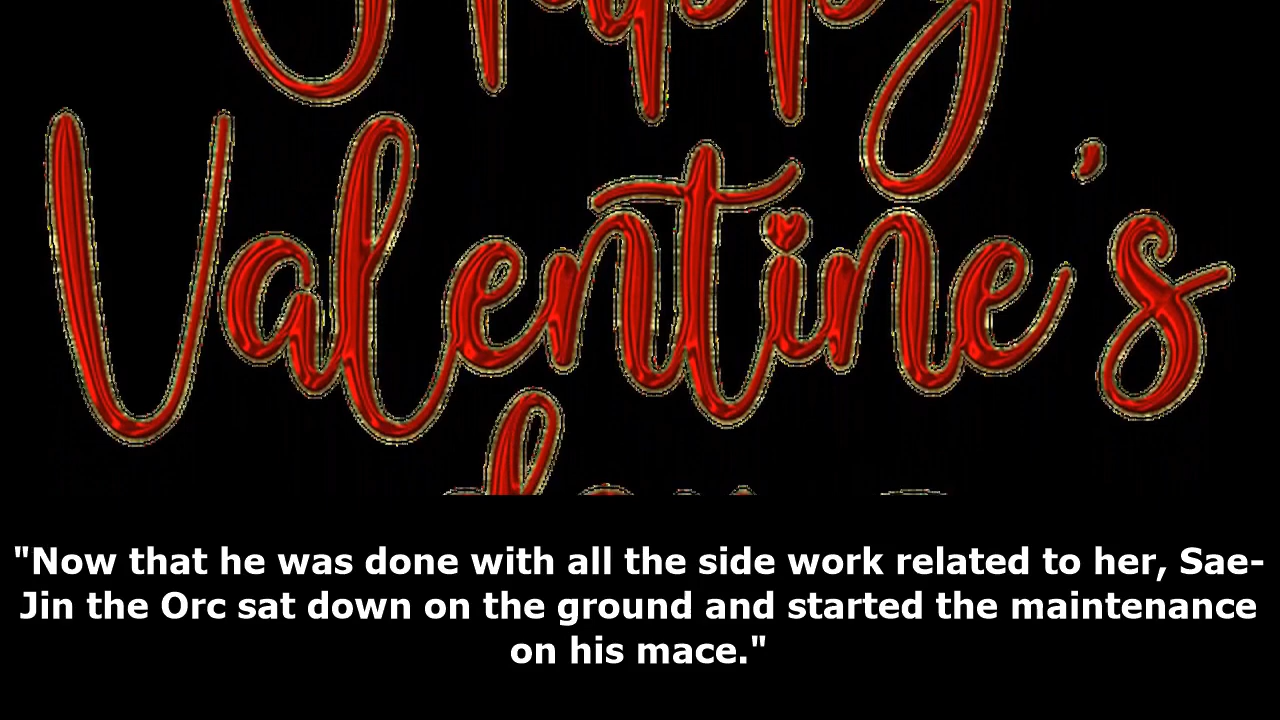 Happy
Valentine's
"Now that he was done with all the side work related to her, Sae-
Jin the Orc sat down on the ground and started the maintenance
on his mace."